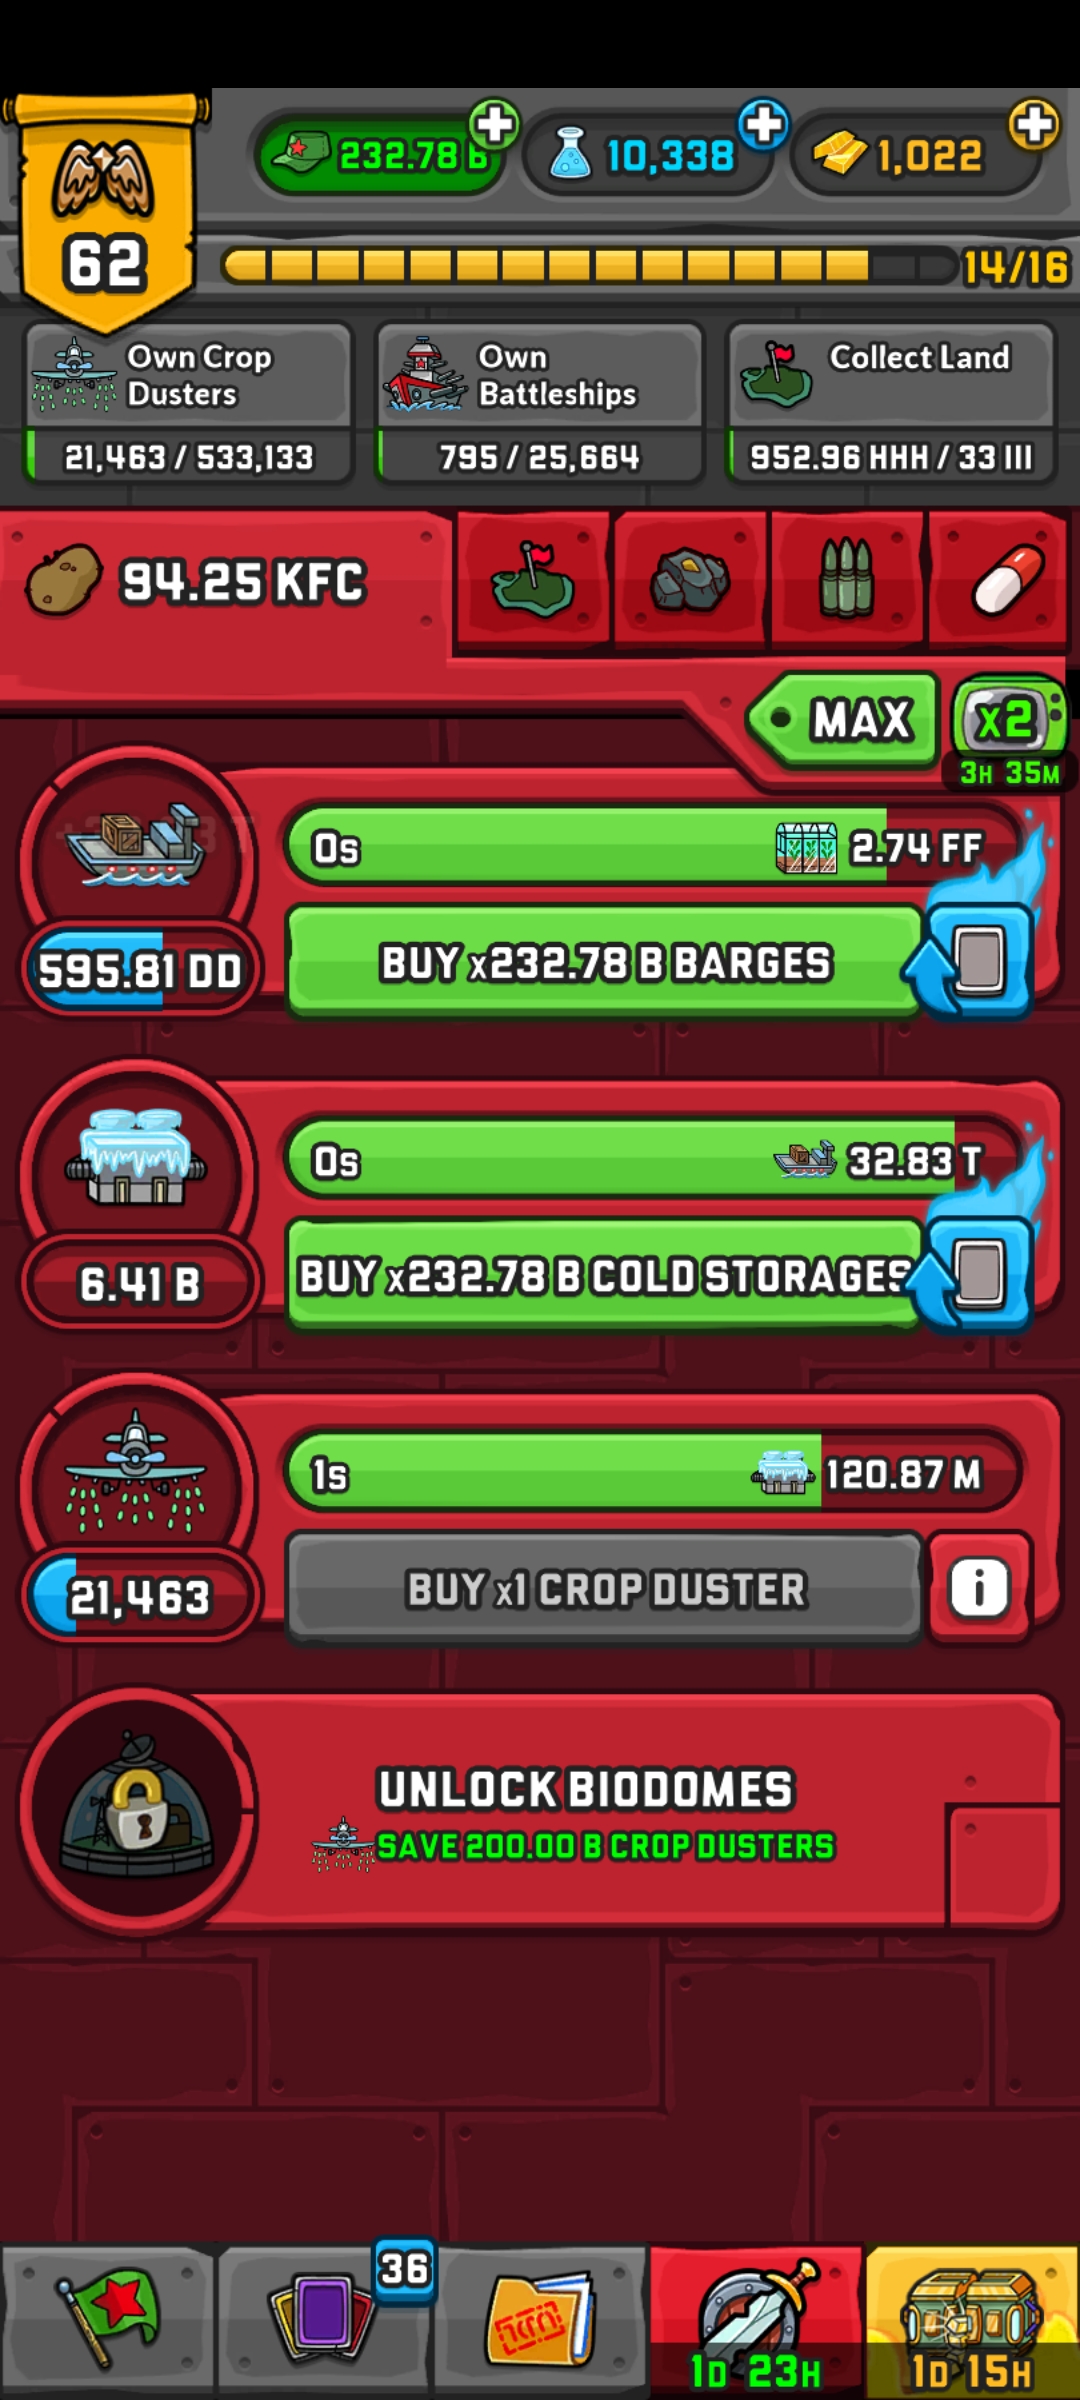 232.78 B
10,338
1,022
62
14/16
Own Crop
Dusters
21,463 / 533,133
Own
Battleships
795 / 25,664
Collect Land
952.96 HHH / 33 III
94.25 KFC
MAX
x2
3H 35M
0s
2.74 FF
595.81 DD
BUY x232.78 B BARGES
0s
32.83 T
6.41 B
BUY x232.78 B COLD STORAGES
1s
120.87 M
21,463
BUY x1 CROP DUSTER
i
UNLOCK BIODOMES
SAVE 200.00 B CROP DUSTERS
36
1D 23H
1D 15H